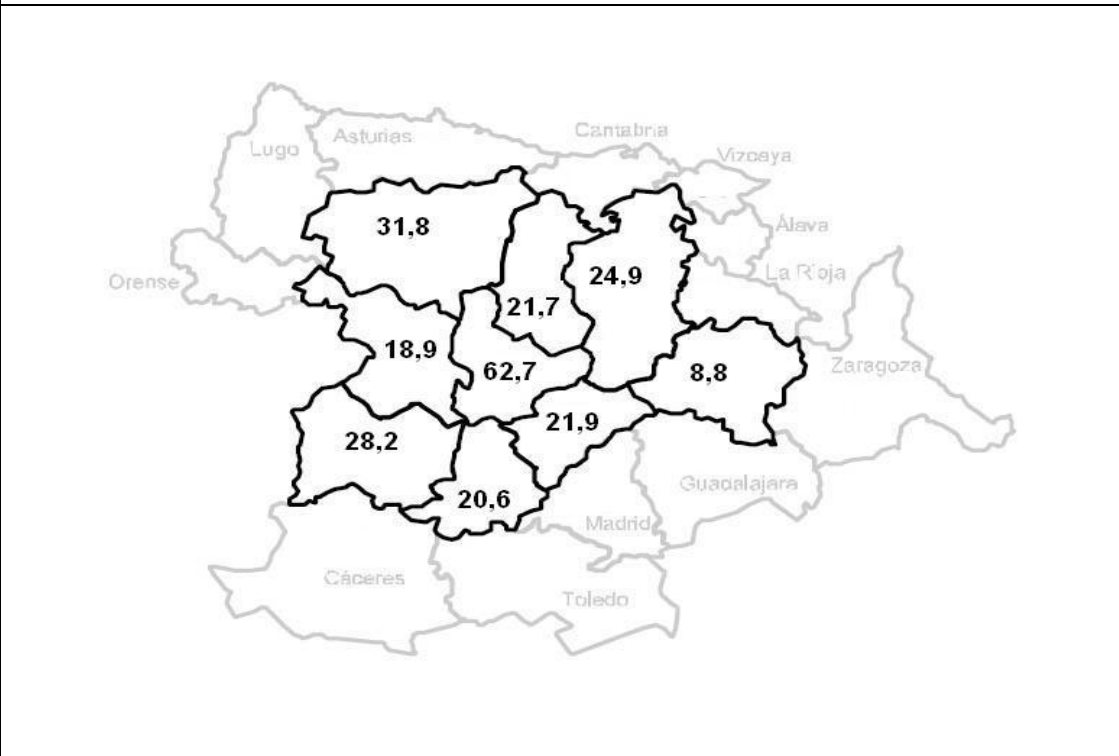 Cantabria
Asturias
Lugo
Vizcaya
31,8
Álava
24,9
La Rioja
Orense
21,7
18,9
62,7
8,8
Zaragoza
21,9
28,2
Guadalajara
20,6
Madrid
Cáceres
Toledo